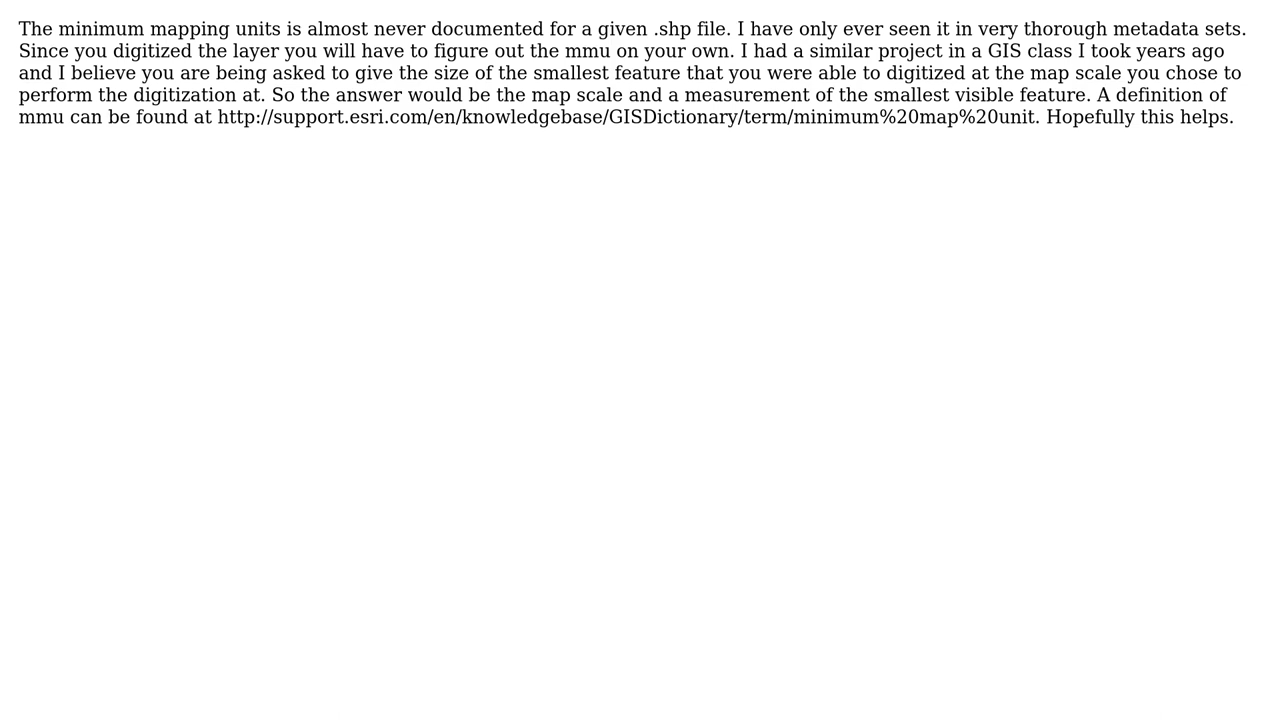 The minimum mapping units is almost never documented for a given .shp file. I have only ever seen it in very thorough metadata sets.
Since you digitized the layer you will have to figure out the mmu on your own. I had a similar project in a GIS class I took years ago
and I believe you are being asked to give the size of the smallest feature that you were able to digitized at the map scale you chose to
perform the digitization at. So the answer would be the map scale and a measurement of the smallest visible feature. A definition of
mmu can be found at http://support.esri.com/en/knowledgebase/GISDictionary/term/minimum%20map%20unit. Hopefully this helps.